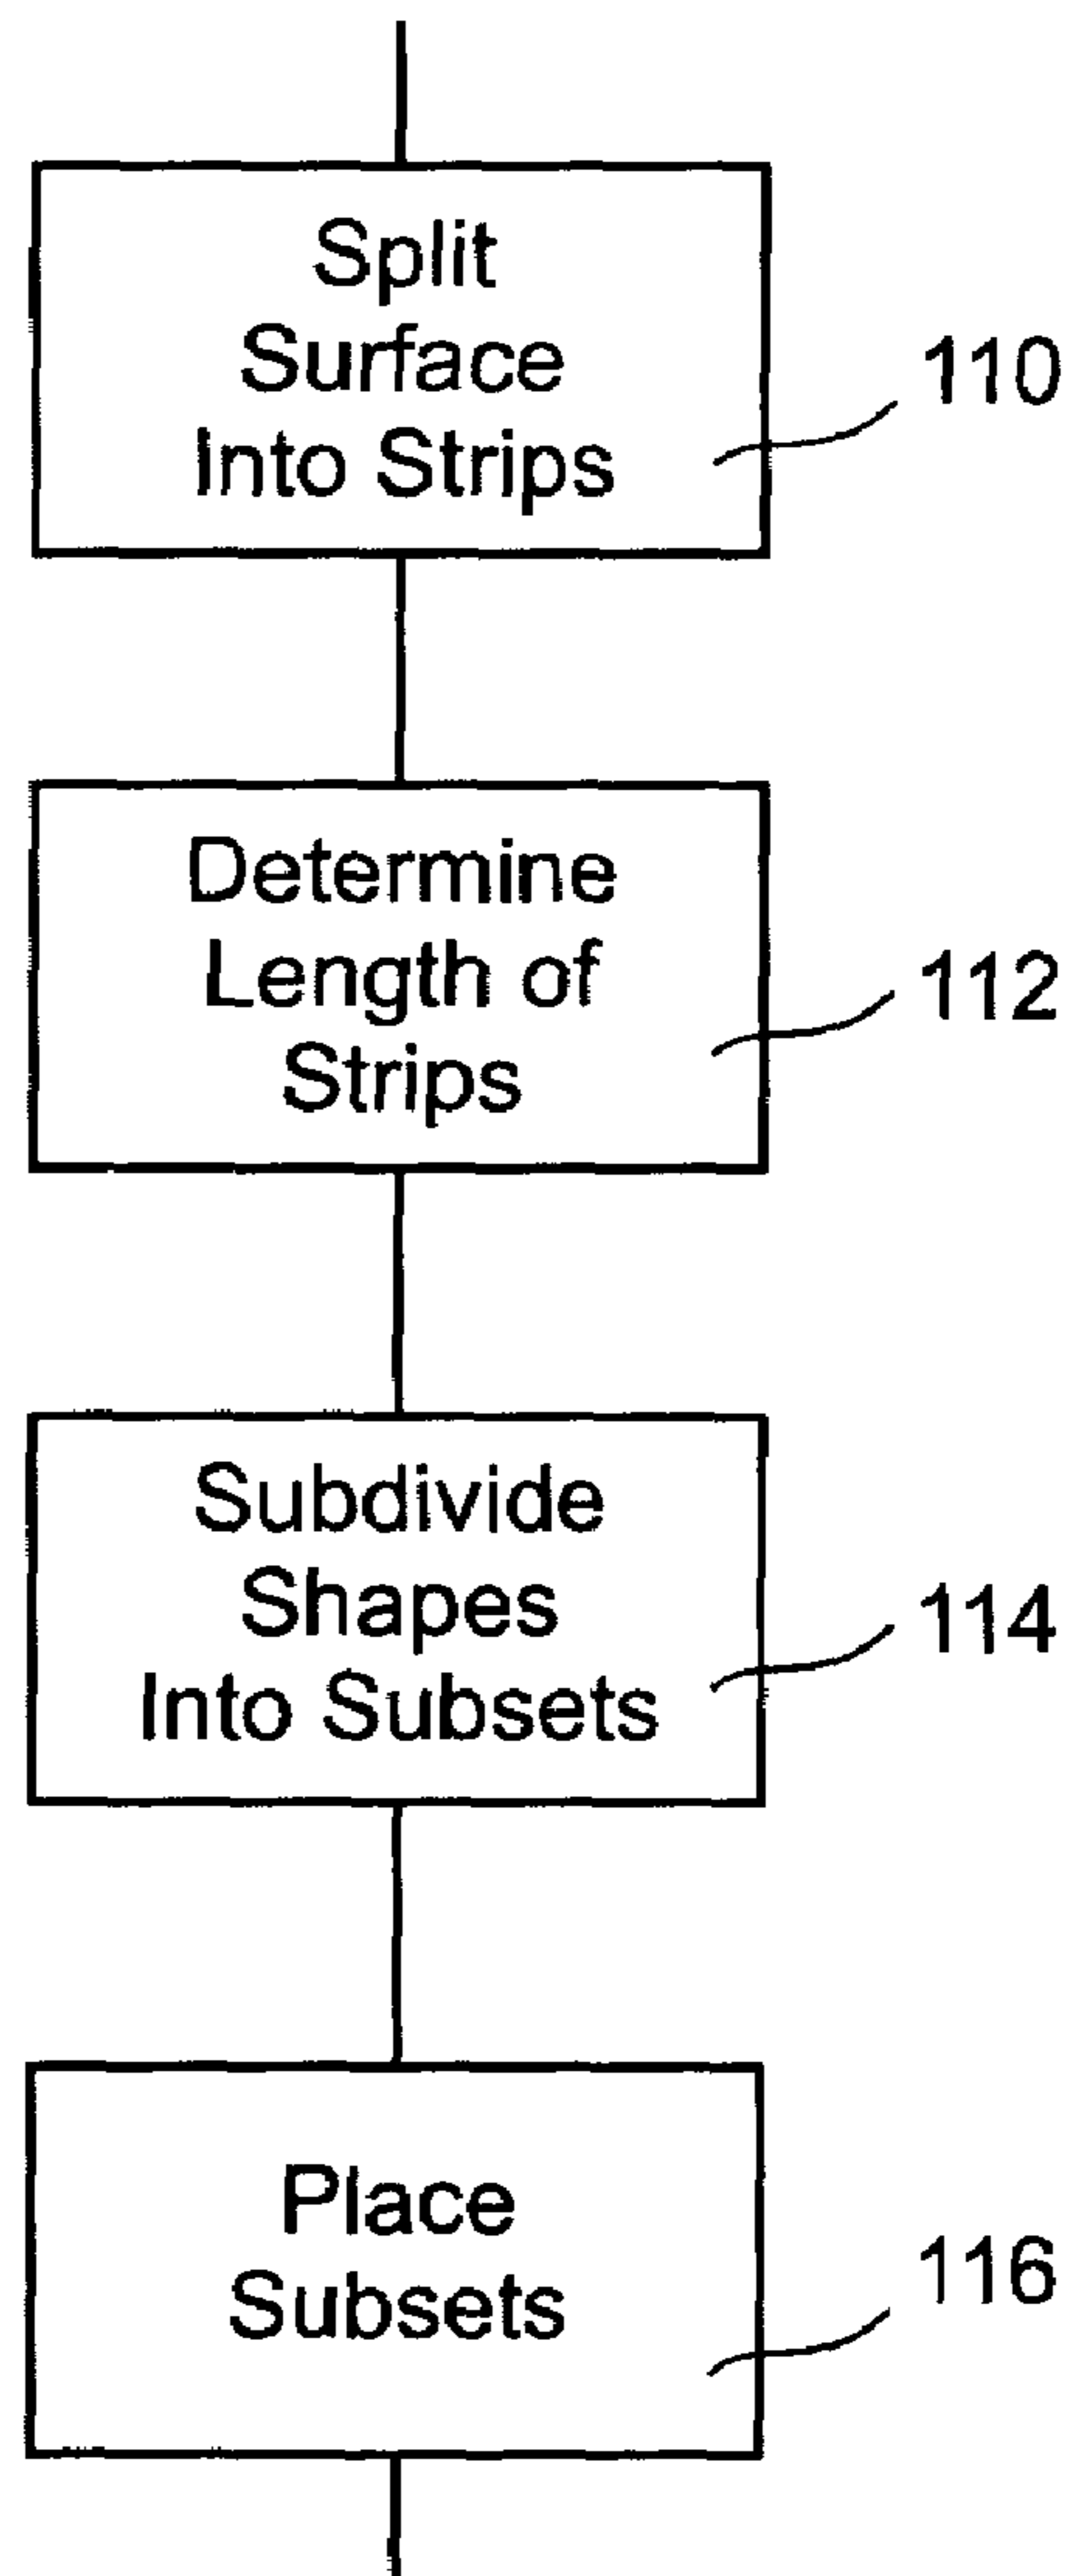 Split
Surface
Into Strips
110
Determine
Length of
Strips
112
Subdivide
Shapes
Into Subsets
114
Place
Subsets
116